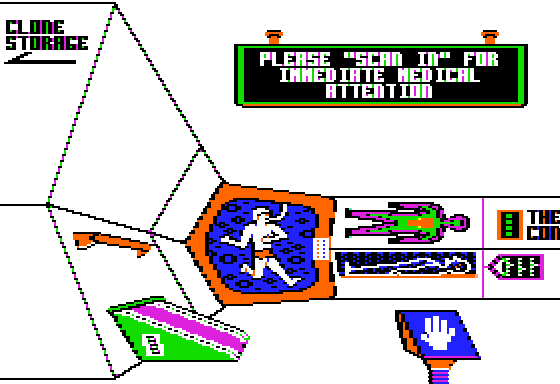 CLONE
STORAGE
PLEASE "SCAN IN" FOR
IMMEDIATE MEDICAL
ATTENTION
THE
CON